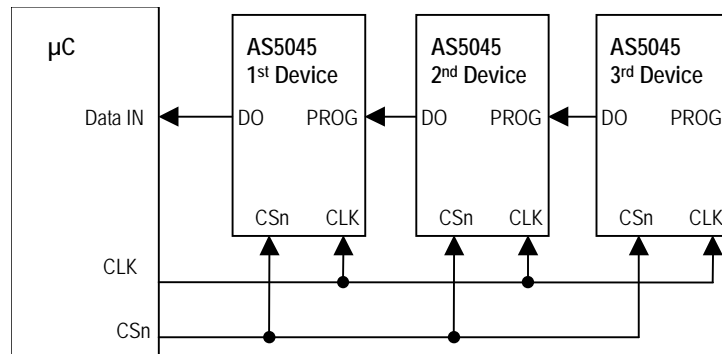 µC
AS5045
1st Device
AS5045
2nd Device
AS5045
3rd Device
Data IN
DO
PROG
DO
PROG
DO
PROG
CSn
CLK
CSn
CLK
CSn
CLK
CLK
CSn